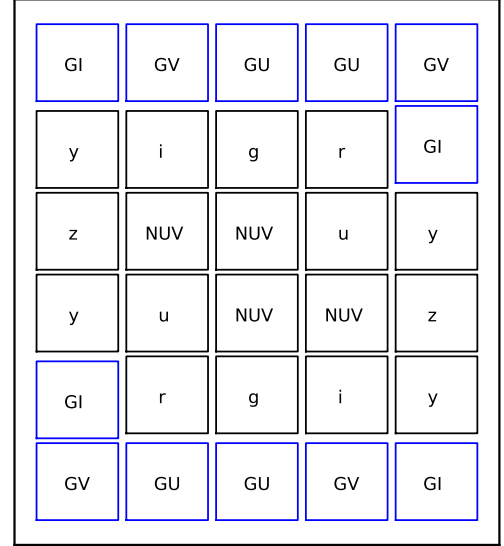 GI GV GU GU GV
y i g r GI
z NUV NUV u y
y u NUV NUV z
GI r g i y
GV GU GU GV GI